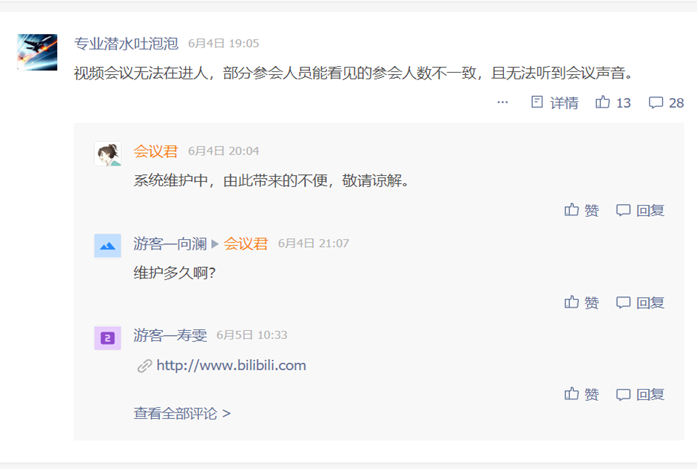 专业潜水吐泡泡 6月4日 19:05
视频会议无法在进人，部分参会人员能看见的参会人数不一致，且无法听到会议声音。
··· 详情 13 28
会议君 6月4日 20:04
系统维护中，由此带来的不便，敬请谅解。
赞 回复
游客—向澜 ▶ 会议君 6月4日 21:07
维护多久啊?
赞 回复
2 游客—寿雯 6月5日 10:33
http://www.bilibili.com
赞 回复
查看全部评论 >